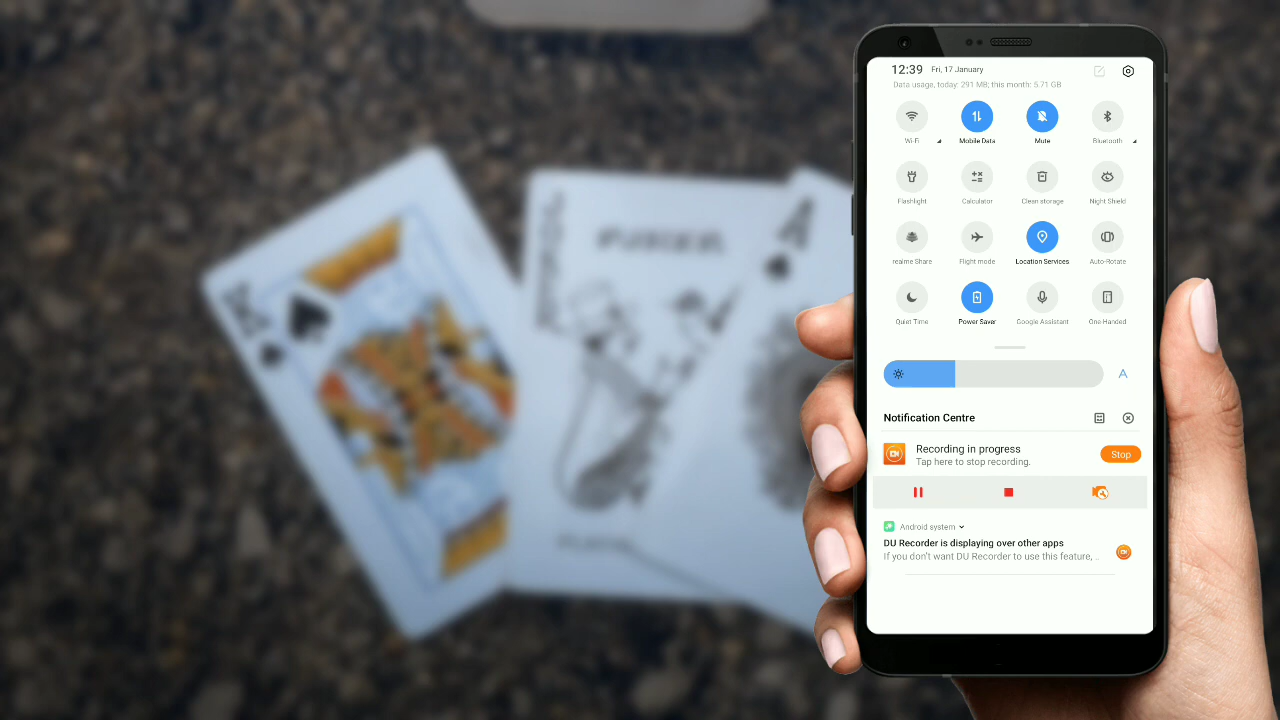 12:39 Fri, 17 January
Data usage, today: 291 MB; this month: 5.71 GB
Wi-Fi Mobile Data Mute Bluetooth
Flashlight Calculator Clean storage Night Shield
realme Share Flight mode Location Services Auto-Rotate
Quiet Time Power Saver Google Assistant One-Handed
A
Notification Centre
Recording in progress
Tap here to stop recording.
Stop
Android system
DU Recorder is displaying over other apps
If you don't want DU Recorder to use this feature, ..
A